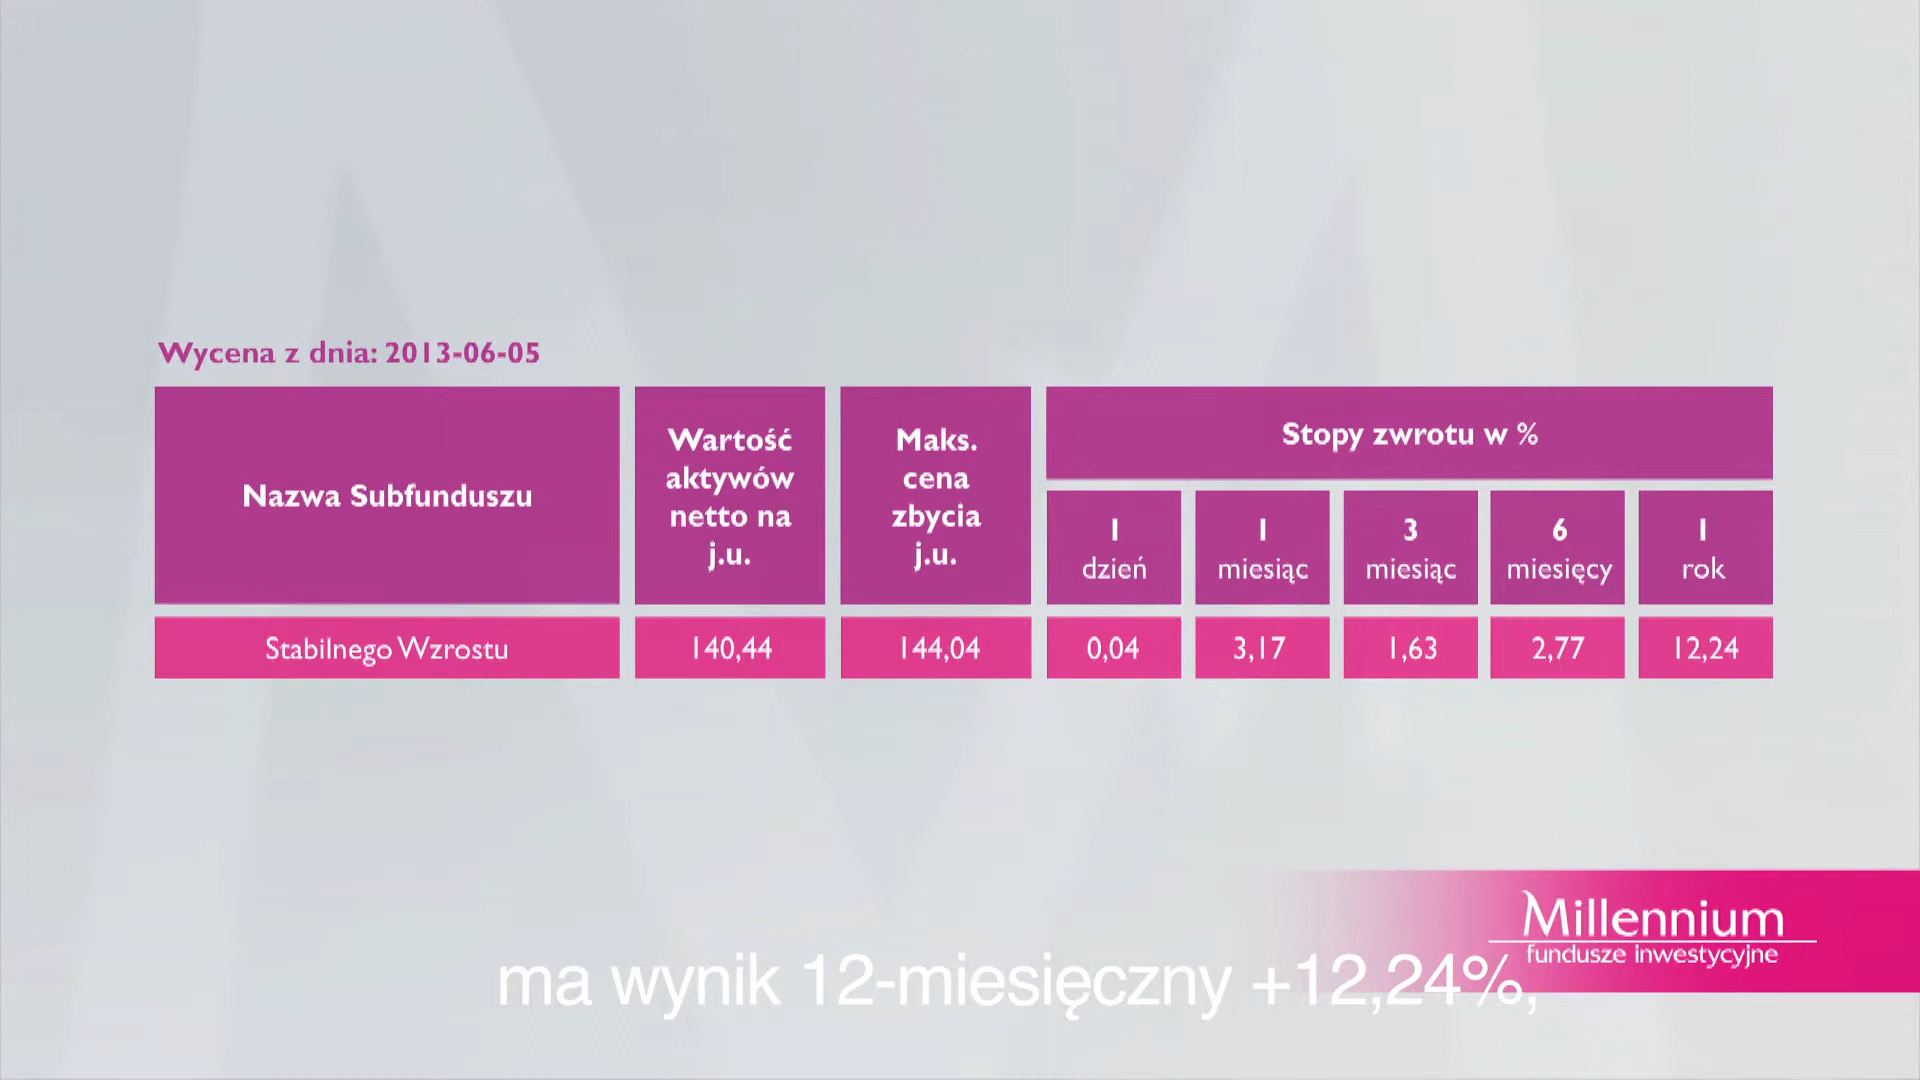 Wycena z dnia: 2013-06-05
Nazwa Subfunduszu
Wartość
aktywów
netto na
j.u.
Maks.
cena
zbycia
j.u.
Stopy zwrotu w %
1
dzień
1
miesiąc
3
miesiąc
6
miesięcy
1
rok
Stabilnego Wzrostu
140,44
144,04
0,04
3,17
1,63
2,77
12,24
Millennium
fundusze inwestycyjne
ma wynik 12-miesięczny +12,24%,